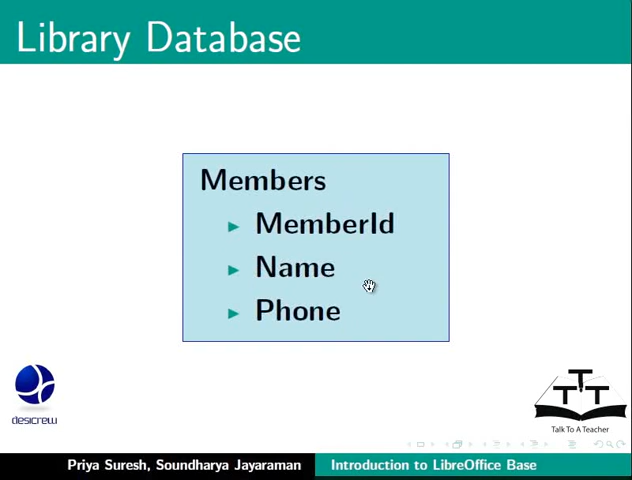 Library Database
Members
MemberId
Name
Phone
desicrew
T
T T
Talk To A Teacher
Priya Suresh, Soundharya Jayaraman
Introduction to LibreOffice Base